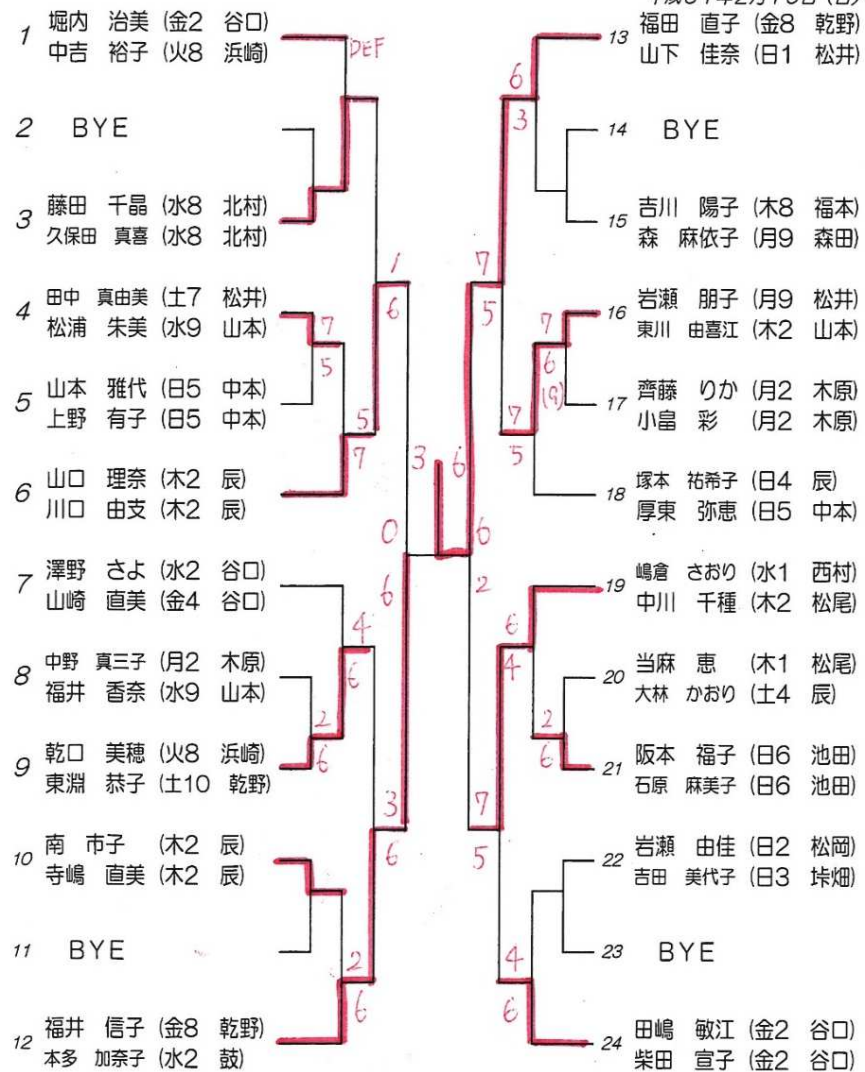 1 堀内 治美 (金2 谷口)
中吉 裕子 (火8 浜崎)
DEF
2 BYE
3 藤田 千晶 (水8 北村)
久保田 真喜 (水8 北村)
1
6
4 田中 真由美 (土7 松井)
松浦 朱美 (水9 山本)
7
5
5 山本 雅代 (日5 中本)
上野 有子 (日5 中本)
5
7
6 山口 理奈 (木2 辰)
川口 由支 (木2 辰)
0
6
7 澤野 さよ (水2 谷口)
山崎 直美 (金4 谷口)
4
6
8 中野 真三子 (月2 木原)
福井 香奈 (水9 山本)
2
6
9 乾口 美穂 (火8 浜崎)
東淵 恭子 (土10 乾野)
3
6
10 南 市子 (木2 辰)
寺嶋 直美 (木2 辰)
11 BYE
2
6
12 福井 信子 (金8 乾野)
本多 加奈子 (水2 鼓)
3 6
13 福田 直子 (金8 乾野)
山下 佳奈 (日1 松井)
6
3
14 BYE
15 吉川 陽子 (木8 福本)
森 麻依子 (月9 森田)
7
5
16 岩瀬 朋子 (月9 松井)
東川 由喜江 (木2 山本)
7
6
(9)
17 齊藤 りか (月2 木原)
小畠 彩 (月2 木原)
7
5
18 塚本 祐希子 (日4 辰)
厚東 弥恵 (日5 中本)
6
2
19 嶋倉 さおり (水1 西村)
中川 千種 (木2 松尾)
6
4
20 当麻 恵 (木1 松尾)
大林 かおり (土4 辰)
2
6
21 阪本 福子 (日6 池田)
石原 麻美子 (日6 池田)
7
5
22 岩瀬 由佳 (日2 松岡)
吉田 美代子 (日3 垰畑)
23 BYE
4
6
24 田嶋 敏江 (金2 谷口)
柴田 宣子 (金2 谷口)